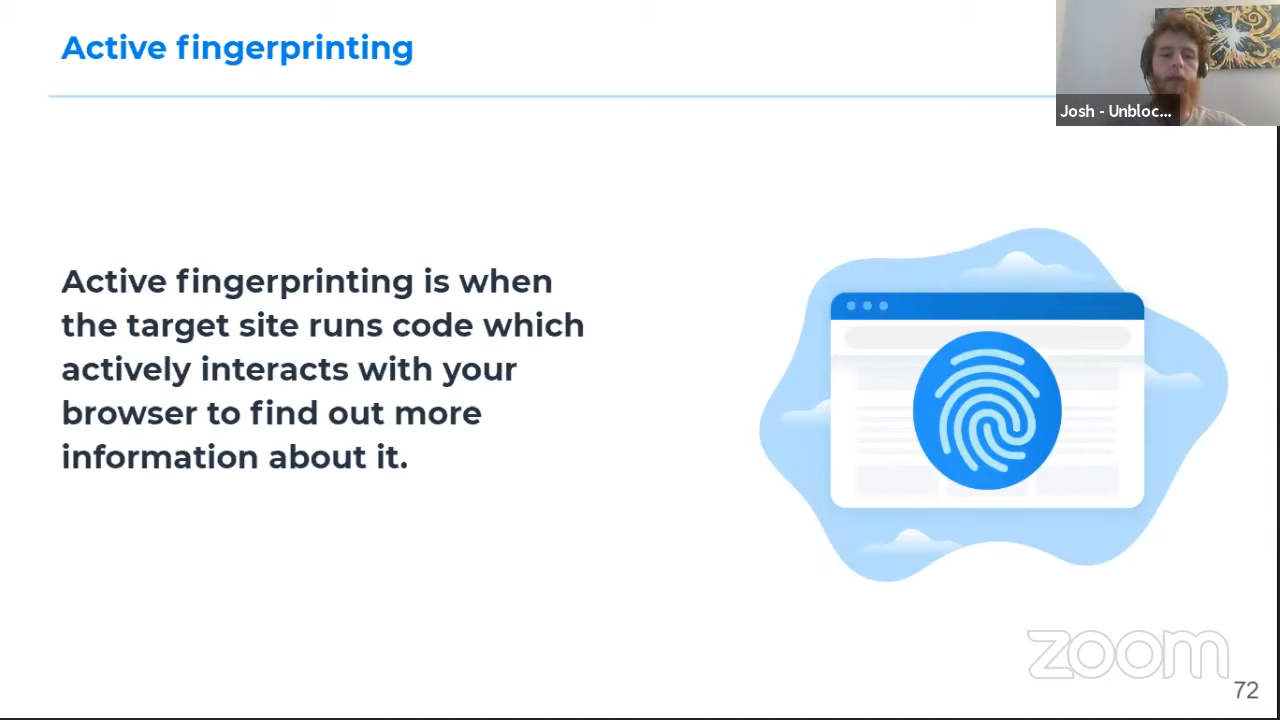 Active fingerprinting
Josh - Unbloc...
Active fingerprinting is when
the target site runs code which
actively interacts with your
browser to find out more
information about it.
zoom
72